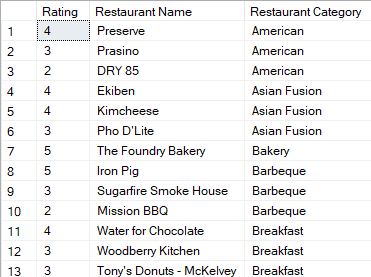 Rating Restaurant Name Restaurant Category
1 4 Preserve American
2 3 Prasino American
3 2 DRY 85 American
4 4 Ekiben Asian Fusion
5 4 Kimcheese Asian Fusion
6 3 Pho D'Lite Asian Fusion
7 5 The Foundry Bakery Bakery
8 5 Iron Pig Barbeque
9 3 Sugarfire Smoke House Barbeque
10 2 Mission BBQ Barbeque
11 4 Water for Chocolate Breakfast
12 3 Woodberry Kitchen Breakfast
13 3 Tony's Donuts - McKelvey Breakfast